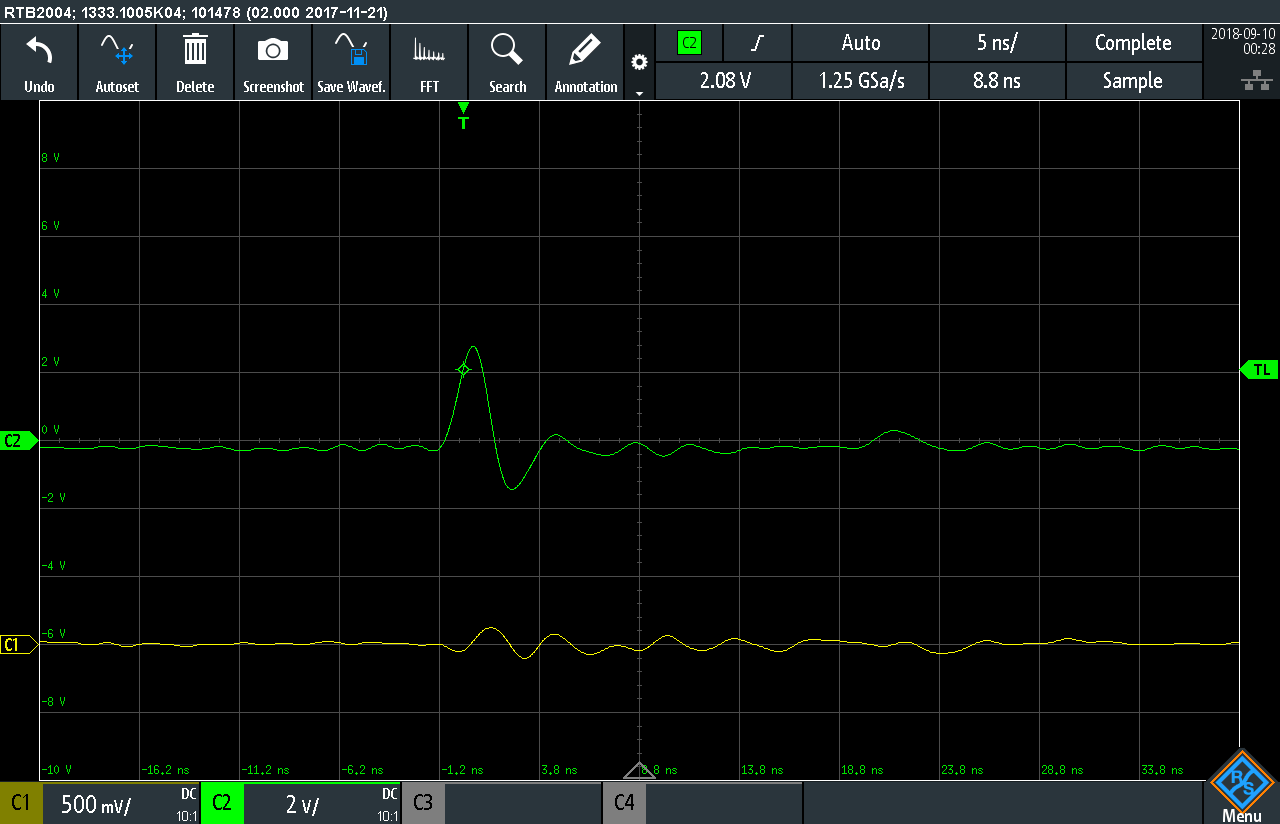 RTB2004; 1333.1005K04; 101478 (02.000 2017-11-21)
Undo
Autoset
Delete
Screenshot
Save Wavef.
FFT
Search
Annotation
C2
Auto
5 ns/
Complete
2.08 V
1.25 GSa/s
8.8 ns
Sample
2018-09-10
00:28
T
8 V
6 V
4 V
2 V
TL
C2
0 V
-2 V
-4 V
-6 V
C1
-8 V
-10 V
-16,2 ns
-11,2 ns
-6,2 ns
-1,2 ns
3,8 ns
8,8 ns
13,8 ns
18,8 ns
23,8 ns
28,8 ns
33,8 ns
C1
500 mV/
DC
10:1
C2
2 V/
DC
10:1
C3
C4
R S
Menu